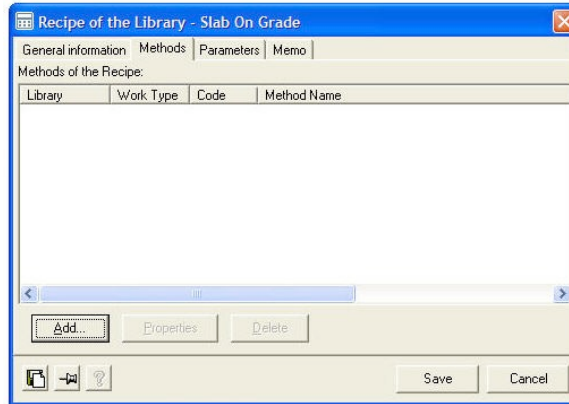 Recipe of the Library - Slab On Grade
General information Methods Parameters Memo
Methods of the Recipe:
Library Work Type Code Method Name
Add... Properties Delete
? Save Cancel